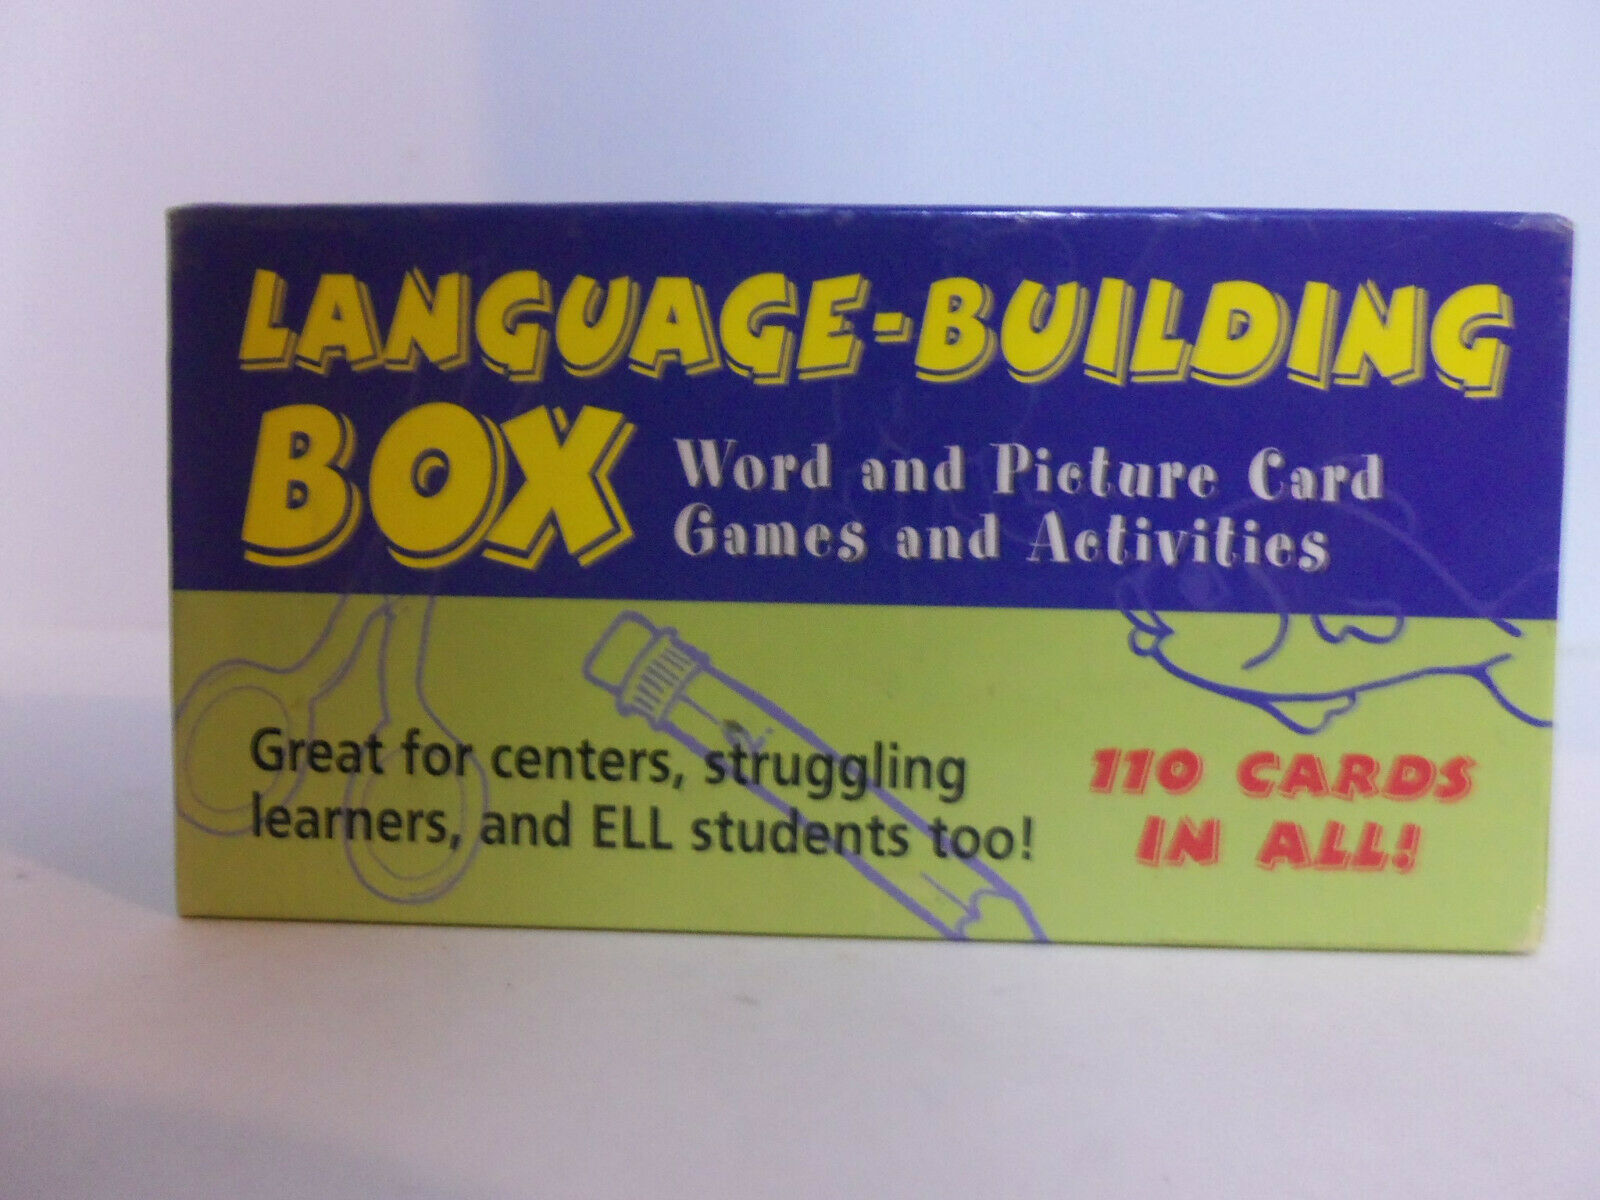 LANGUAGE-BUILDING
BOX
Word and Picture Card
Games and Activities
Great for centers, struggling
learners, and ELL students too!
110 CARDS
IN ALL!
2